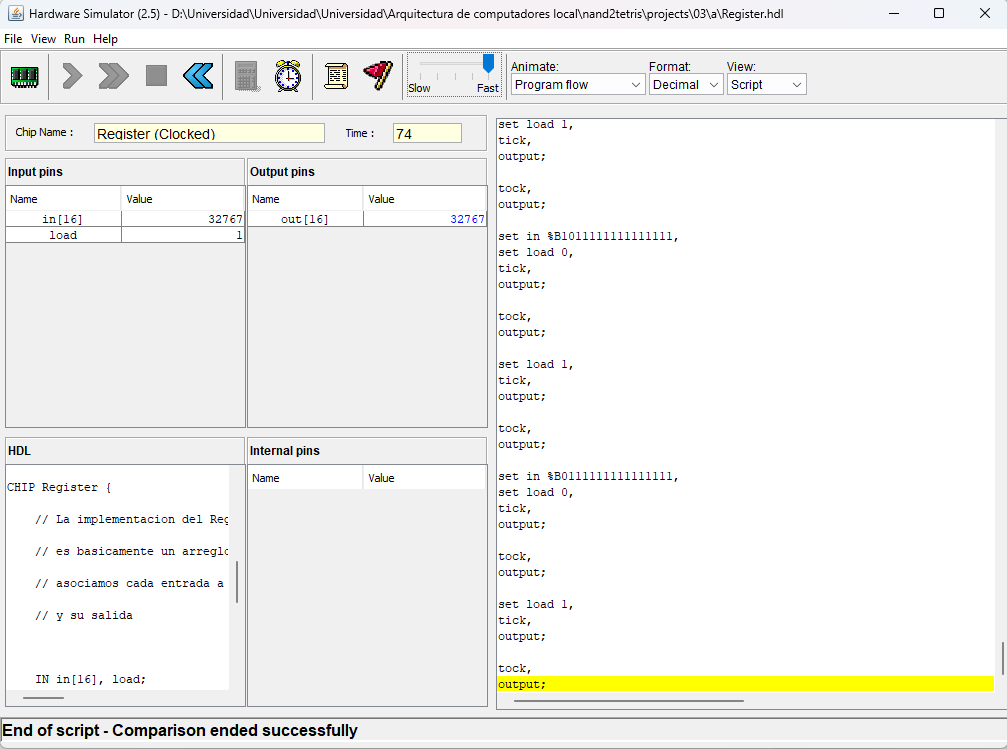 Hardware Simulator (2.5) - D:\Universidad\Universidad\Universidad\Arquitectura de computadores local\nand2tetris\projects\03\a\Register.hdl
File View Run Help
Slow Fast
Animate: Format: View:
Program flow Decimal Script
Chip Name : Register (Clocked) Time : 74
Input pins
Name Value
in[16] 32767
load 1
Output pins
Name Value
out[16] 32767
HDL
CHIP Register {
// La implementacion del Reg
// es basicamente un arreglo
// asociamos cada entrada a
// y su salida
IN in[16], load;
Internal pins
Name Value
set load 1,
tick,
output;
tock,
output;
set in %B1011111111111111,
set load 0,
tick,
output;
tock,
output;
set load 1,
tick,
output;
tock,
output;
set in %B0111111111111111,
set load 0,
tick,
output;
tock,
output;
set load 1,
tick,
output;
tock,
output;
End of script - Comparison ended successfully